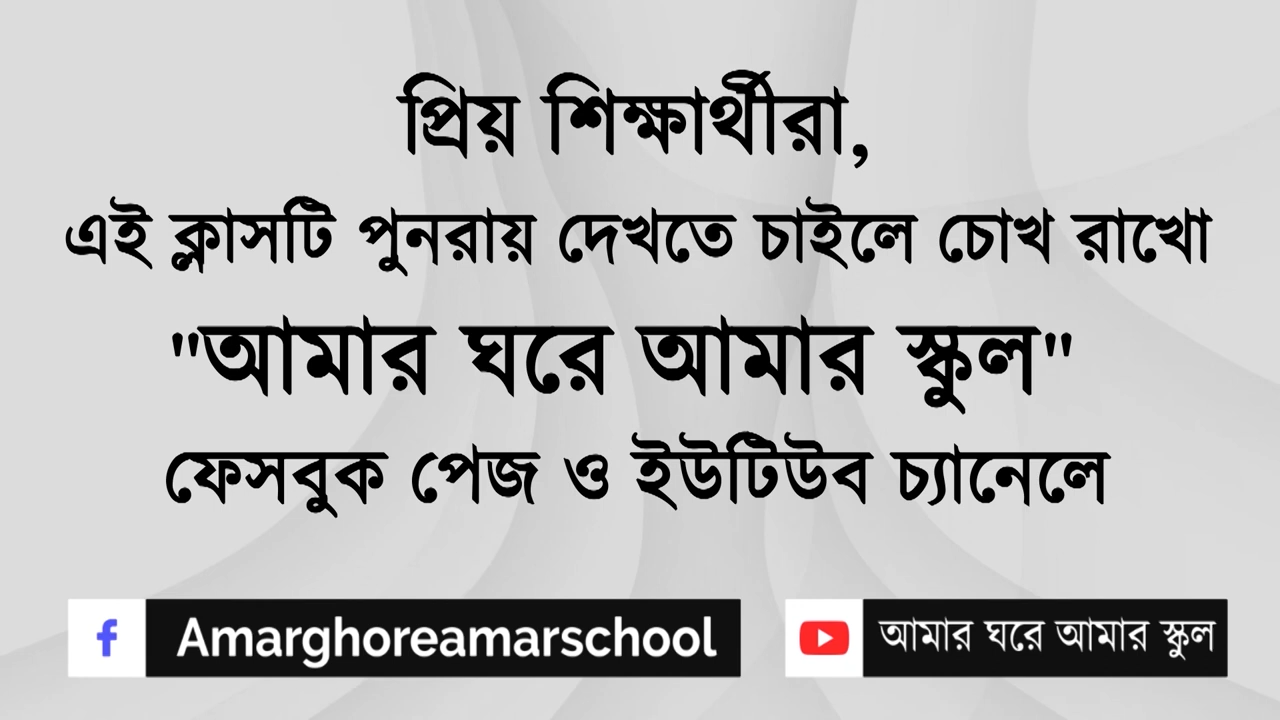 প্রিয় শিক্ষার্থীরা,
এই ক্লাসটি পুনরায় দেখতে চাইলে চোখ রাখো
"আমার ঘরে আমার স্কুল"
ফেসবুক পেজ ও ইউটিউব চ্যানেলে
Amarghoreamarschool
আমার ঘরে আমার স্কুল